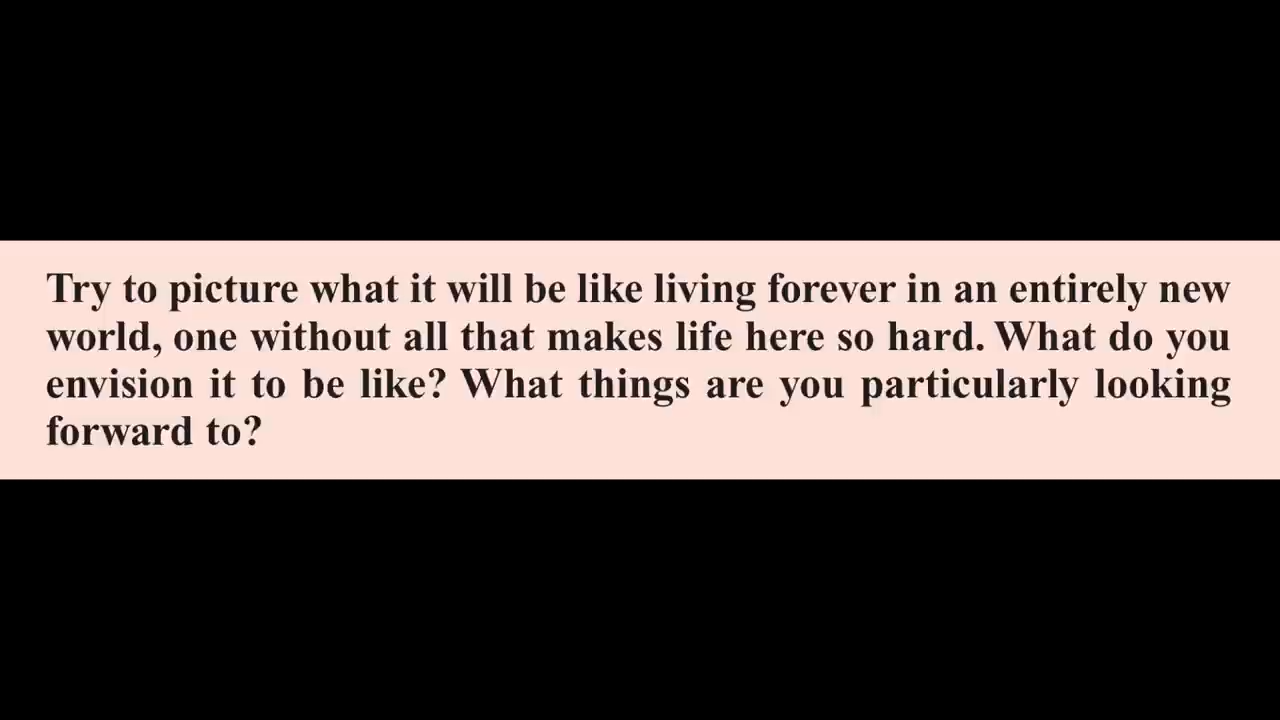 Try to picture what it will be like living forever in an entirely new
world, one without all that makes life here so hard. What do you
envision it to be like? What things are you particularly looking
forward to?